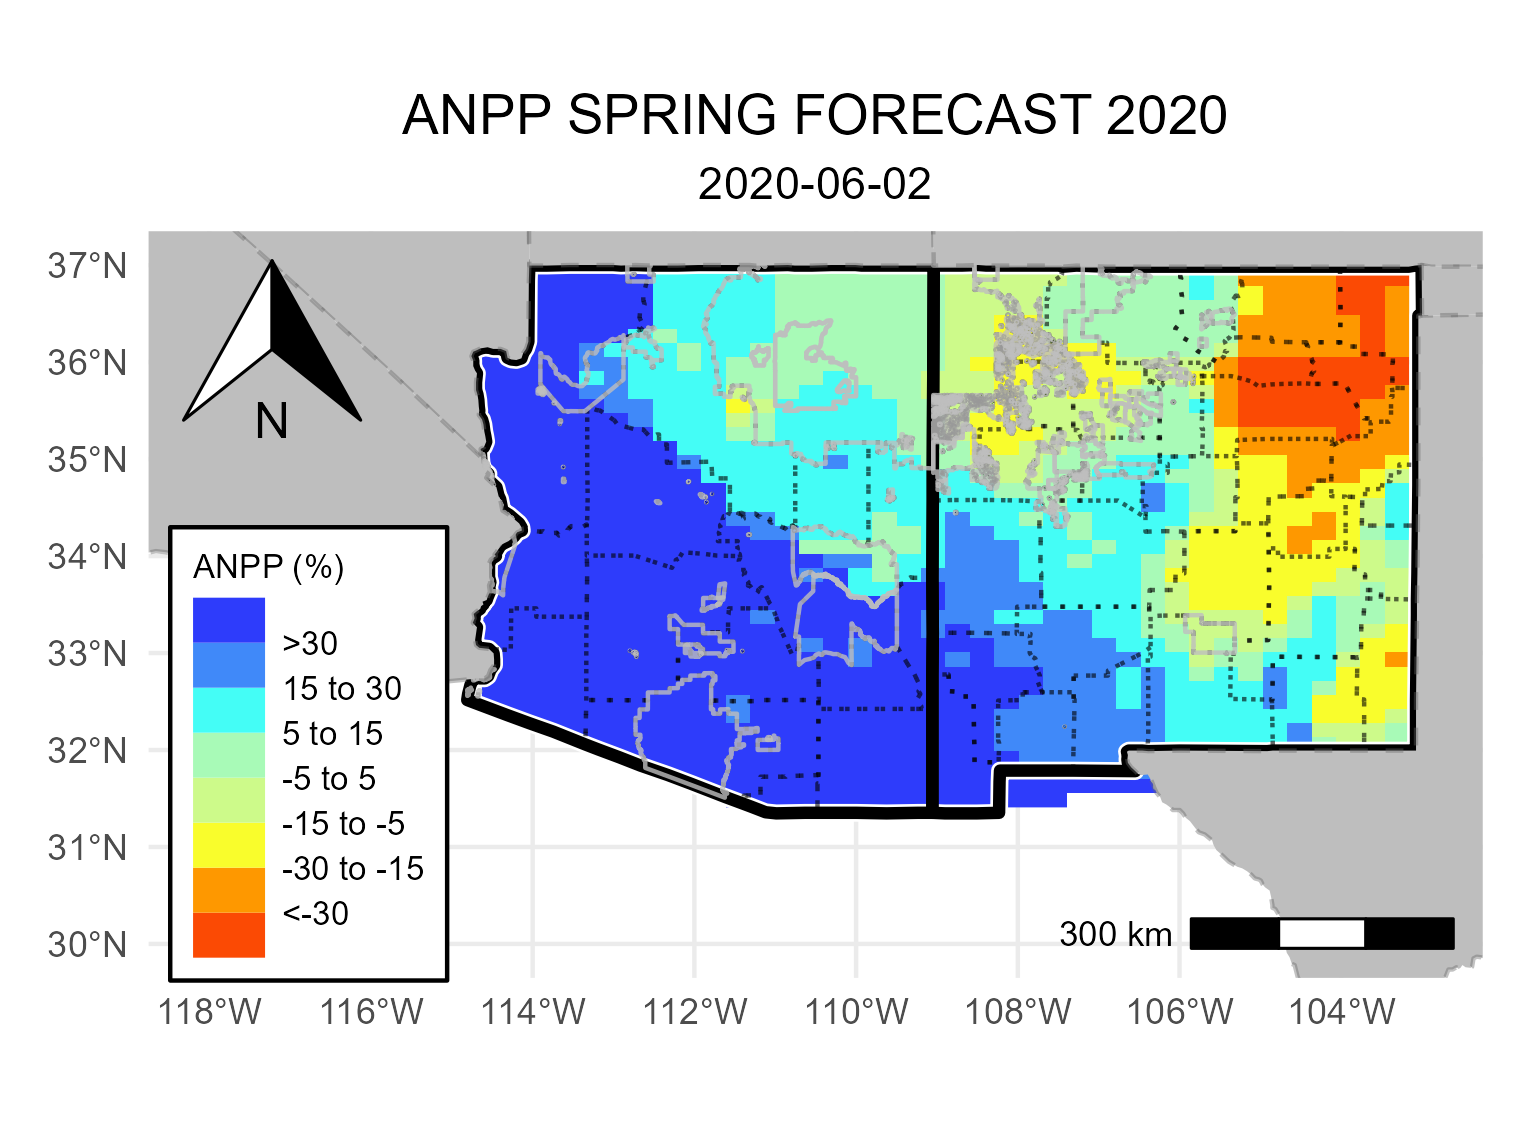 ANPP SPRING FORECAST 2020
2020-06-02
37°N
36°N
35°N
34°N
33°N
32°N
31°N
30°N
N
ANPP (%)
>30
15 to 30
5 to 15
-5 to 5
-15 to -5
-30 to -15
<-30
300 km
118°W 116°W 114°W 112°W 110°W 108°W 106°W 104°W